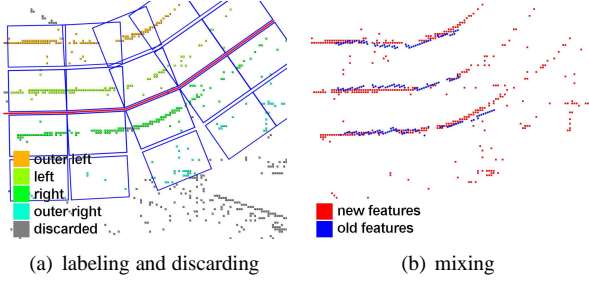 outer left
left
right
outer right
discarded
new features
old features
(a) labeling and discarding
(b) mixing